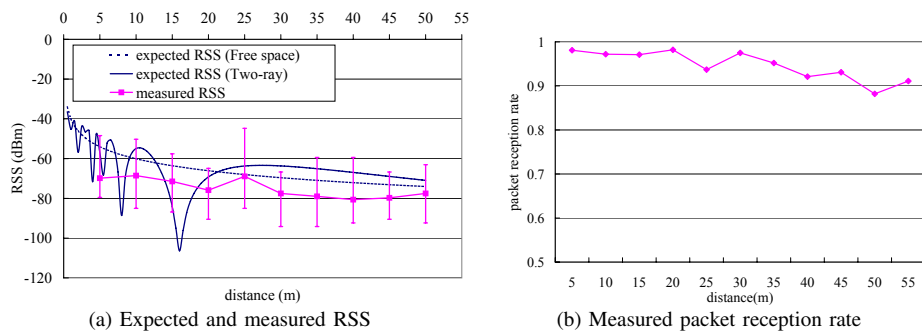 0 5 10 15 20 25 30 35 40 45 50 55
0
-20
-40
-60
-80
-100
-120
RSS (dBm)
expected RSS (Free space)
expected RSS (Two-ray)
measured RSS
distance (m)
(a) Expected and measured RSS
1
0.9
0.8
0.7
0.6
0.5
packet reception rate
5 10 15 20 25 30 35 40 45 50 55
distance(m)
(b) Measured packet reception rate